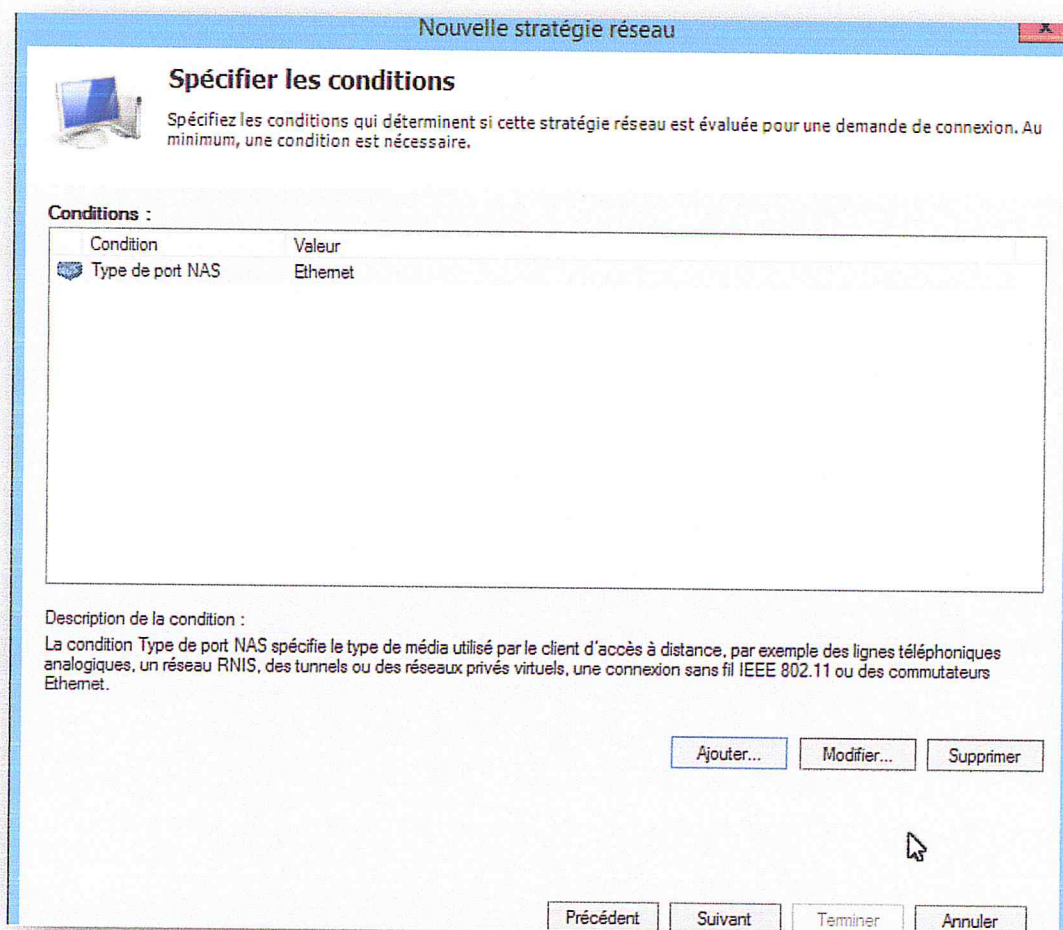 Nouvelle stratégie réseau
x
Spécifier les conditions
Spécifiez les conditions qui déterminent si cette stratégie réseau est évaluée pour une demande de connexion. Au
minimum, une condition est nécessaire.
Conditions :
Condition Valeur
Type de port NAS Ethernet
Description de la condition :
La condition Type de port NAS spécifie le type de média utilisé par le client d'accès à distance, par exemple des lignes téléphoniques
analogiques, un réseau RNIS, des tunnels ou des réseaux privés virtuels, une connexion sans fil IEEE 802.11 ou des commutateurs
Ethernet.
Ajouter... Modifier... Supprimer
Précédent Suivant Terminer Annuler